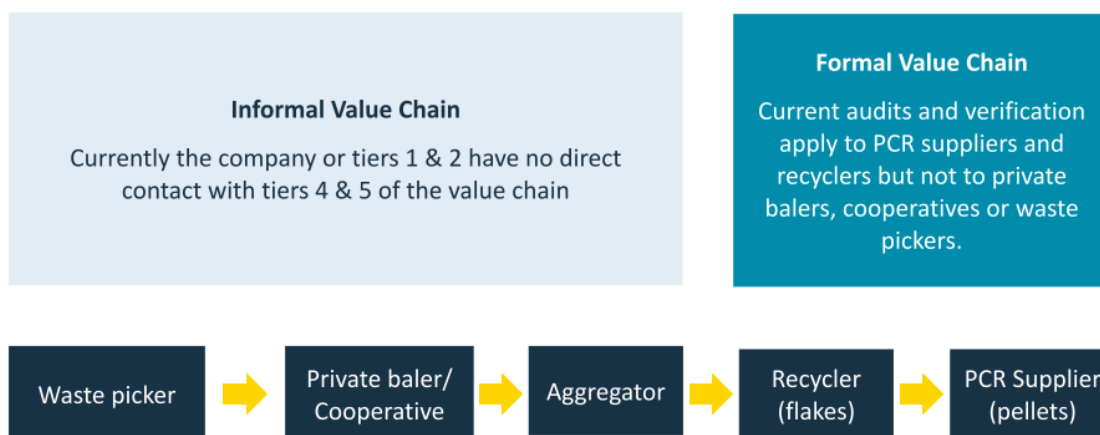 Informal Value Chain
Currently the company or tiers 1 & 2 have no direct
contact with tiers 4 & 5 of the value chain
Formal Value Chain
Current audits and verification
apply to PCR suppliers and
recyclers but not to private
balers, cooperatives or waste
pickers.
Waste picker
Private baler/
Cooperative
Aggregator
Recycler
(flakes)
PCR Supplier
(pellets)